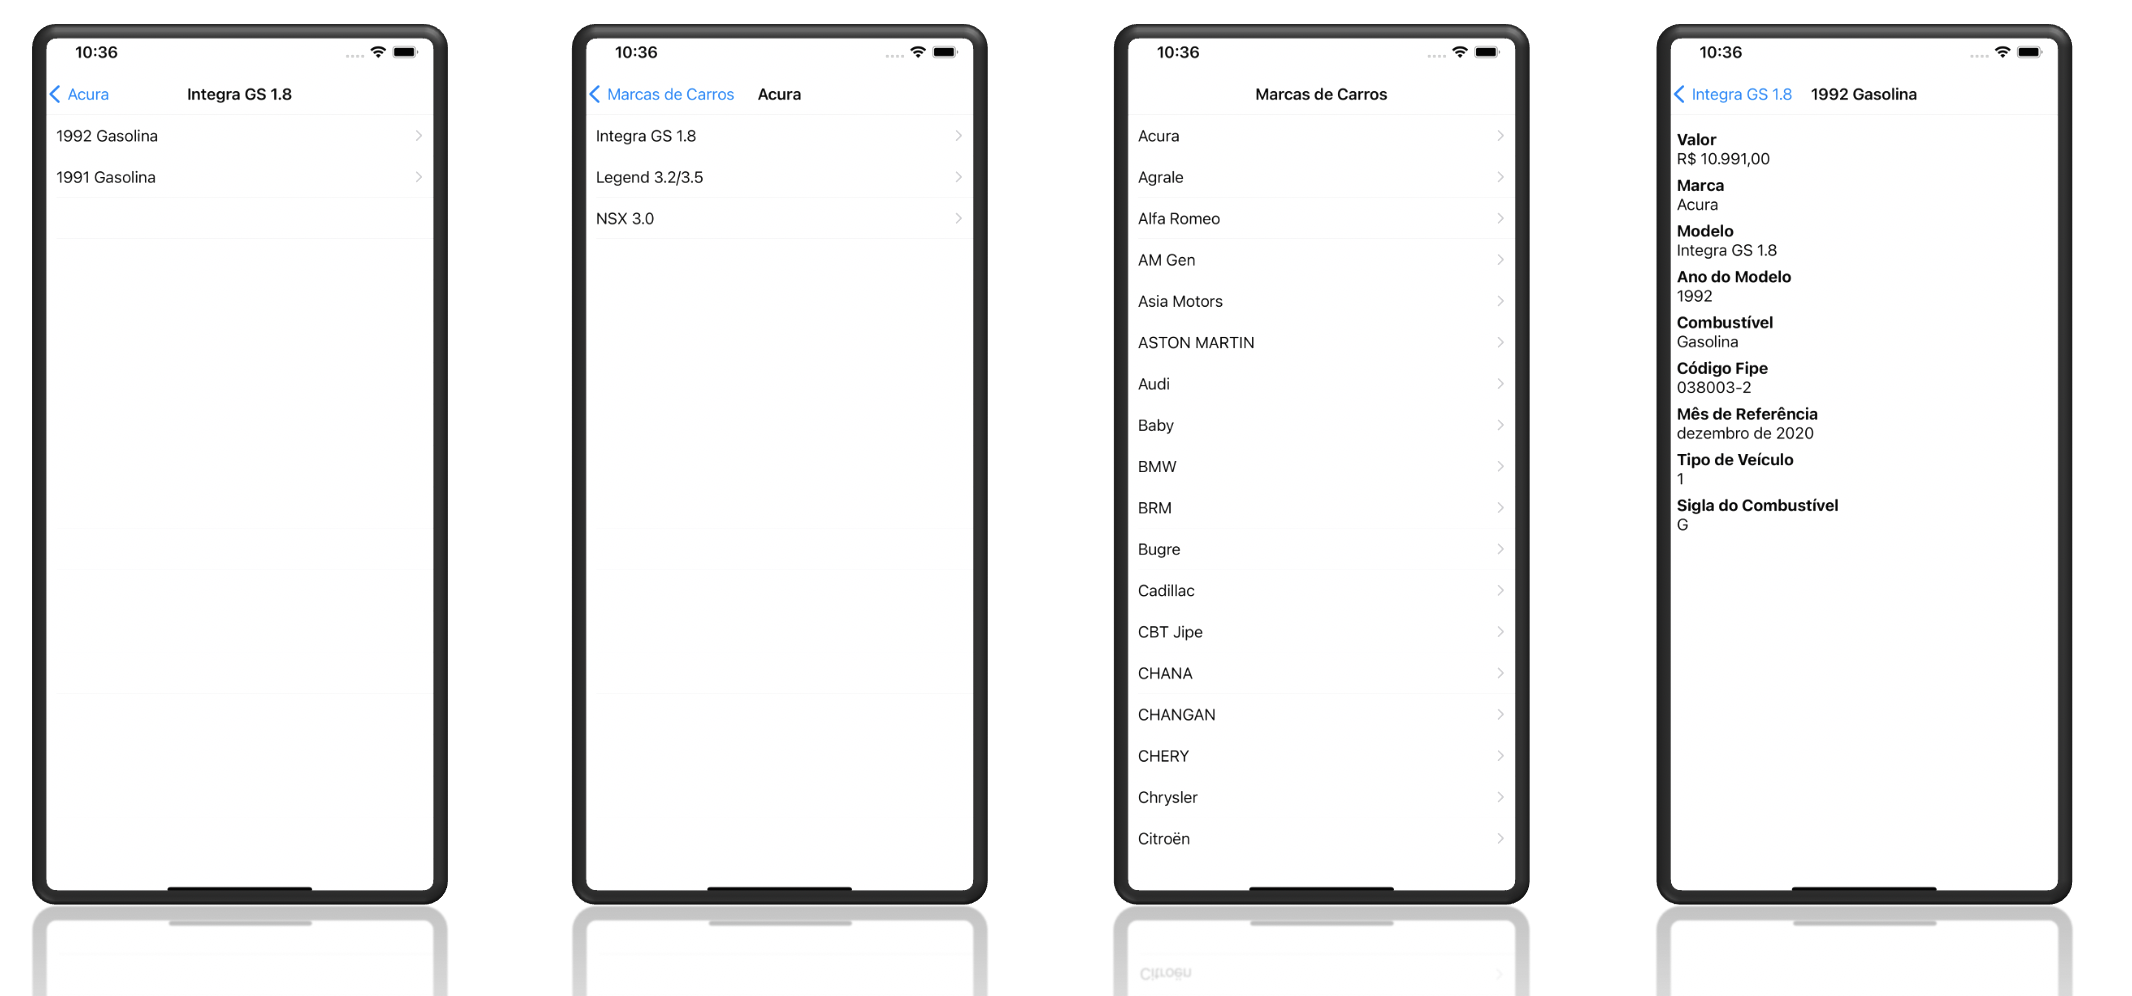 10:36
Acura
Integra GS 1.8
1992 Gasolina
1991 Gasolina
10:36
Marcas de Carros
Acura
Integra GS 1.8
Legend 3.2/3.5
NSX 3.0
10:36
Marcas de Carros
Acura
Agrale
Alfa Romeo
AM Gen
Asia Motors
ASTON MARTIN
Audi
Baby
BMW
BRM
Bugre
Cadillac
CBT Jipe
CHANA
CHANGAN
CHERY
Chrysler
Citroën
10:36
Integra GS 1.8
1992 Gasolina
Valor
R$ 10.991,00
Marca
Acura
Modelo
Integra GS 1.8
Ano do Modelo
1992
Combustível
Gasolina
Código Fipe
038003-2
Mês de Referência
dezembro de 2020
Tipo de Veículo
1
Sigla do Combustível
G